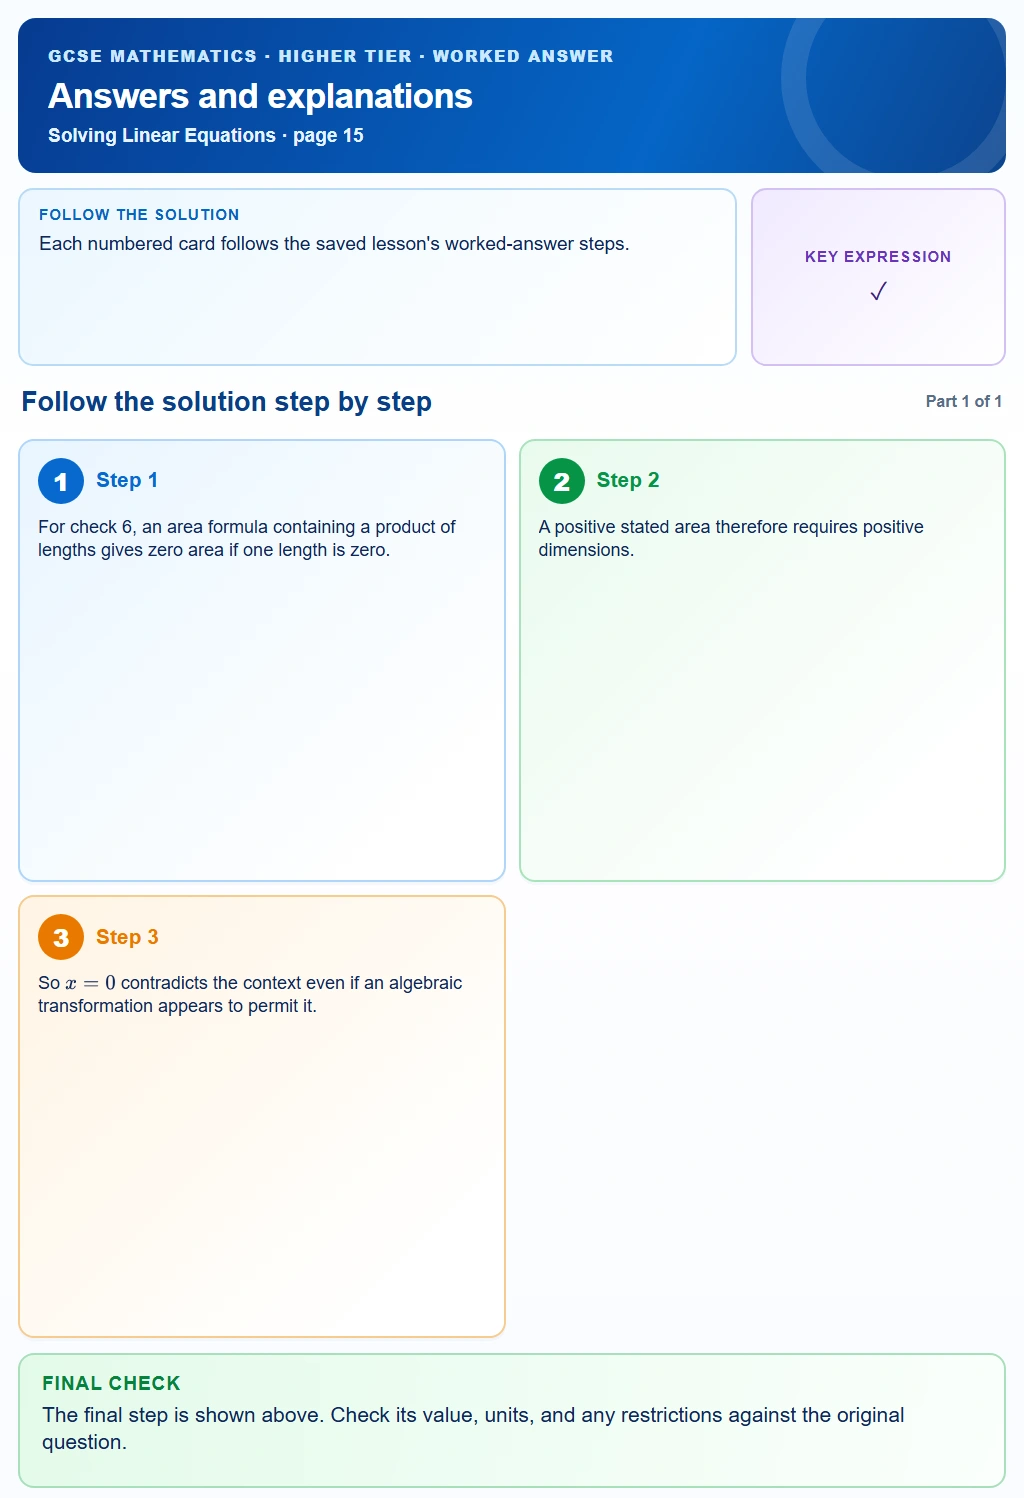 GCSE MATHEMATICS · HIGHER TIER · WORKED ANSWER
Answers and explanations
Solving Linear Equations · page 15
FOLLOW THE SOLUTION
Each numbered card follows the saved lesson's worked-answer steps.
KEY EXPRESSION
✓
Follow the solution step by step
Part 1 of 1
1 Step 1
For check 6, an area formula containing a product of
lengths gives zero area if one length is zero.
2 Step 2
A positive stated area therefore requires positive
dimensions.
3 Step 3
So x = 0 contradicts the context even if an algebraic
transformation appears to permit it.
FINAL CHECK
The final step is shown above. Check its value, units, and any restrictions against the original
question.